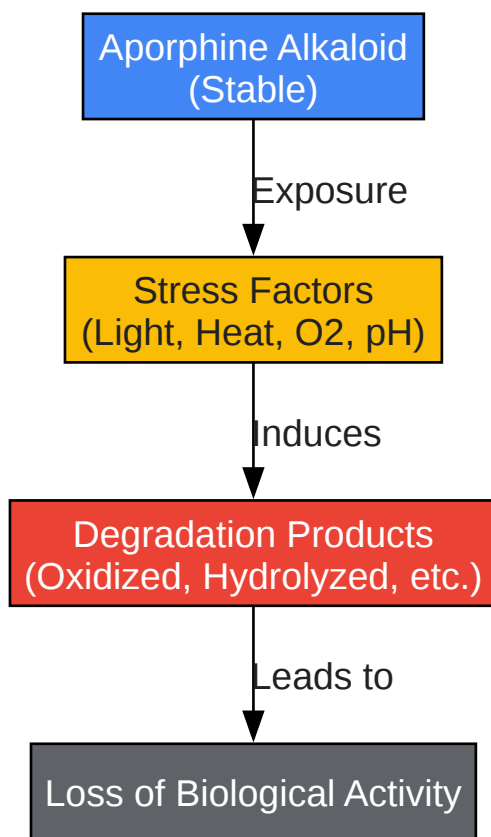 Aporphine Alkaloid
(Stable)
Exposure
Stress Factors
(Light, Heat, O2, pH)
Induces
Degradation Products
(Oxidized, Hydrolyzed, etc.)
Leads to
Loss of Biological Activity